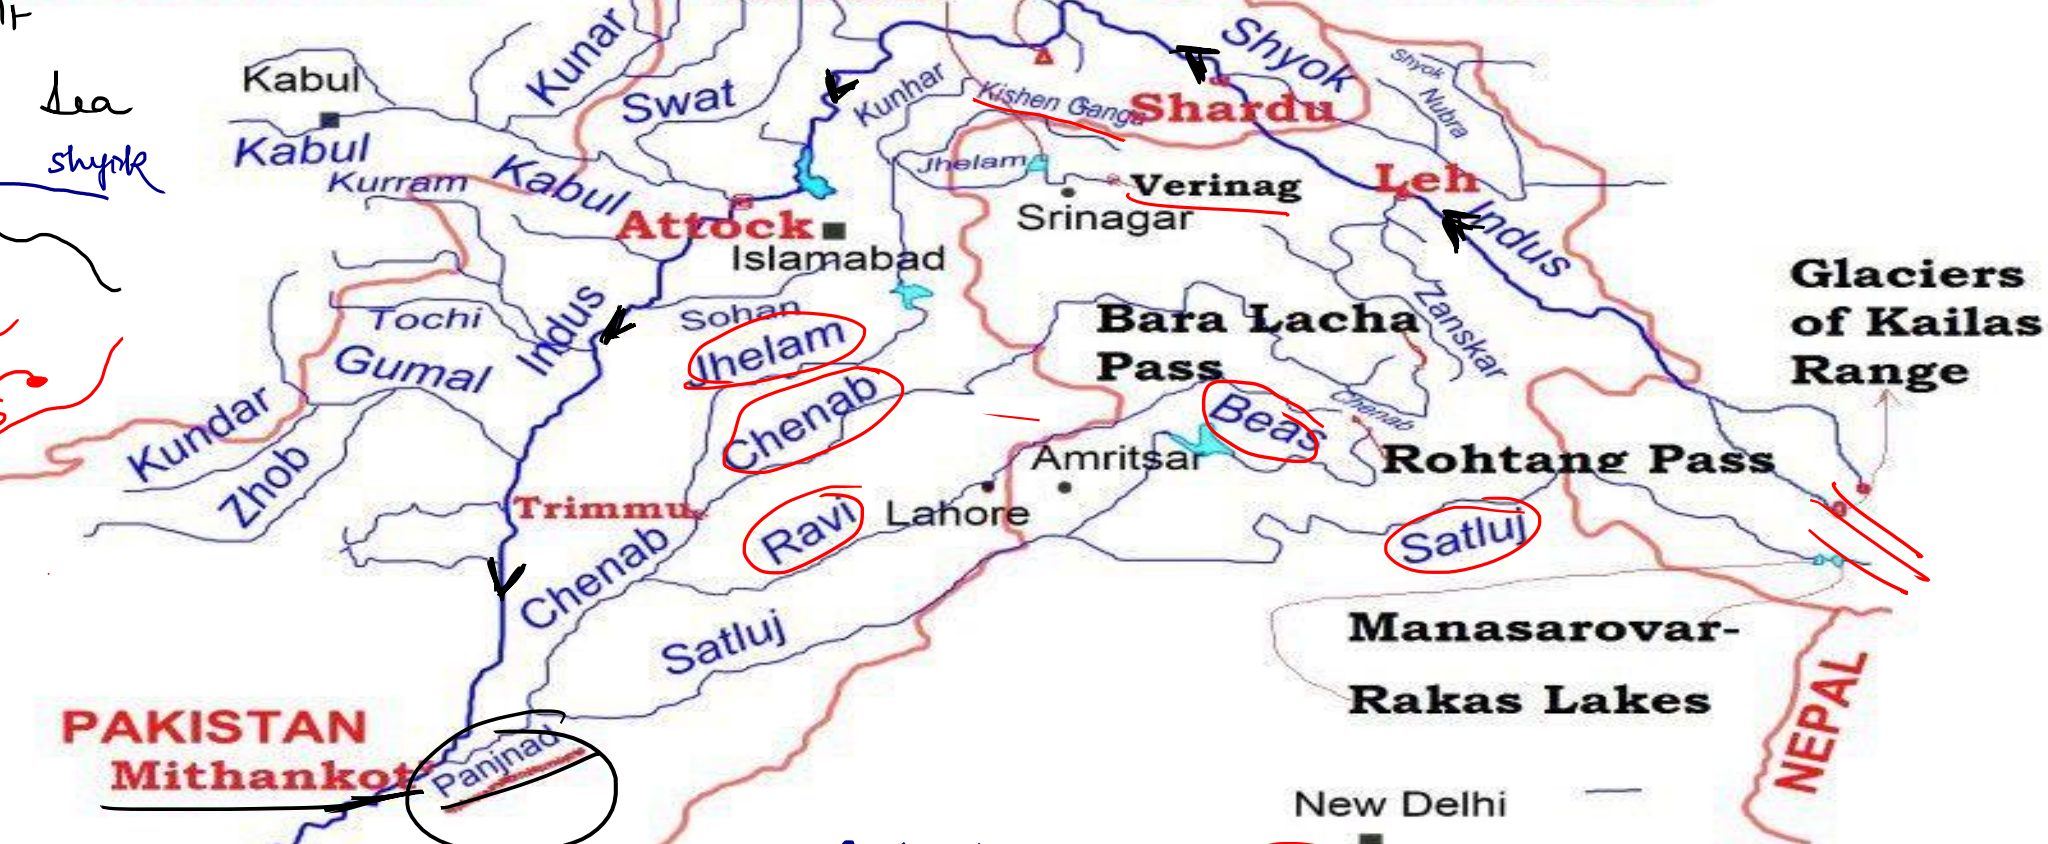 Sea
shyok
Kabul
Kunar
Swat
Kunhar
Kishen Ganga
Shyok
Shyok
Nubra
Shardu
Kabul
Kurram
Kabul
Jhelam
Verinag
Leh
Indus
Attock
Srinagar
Islamabad
Glaciers
of Kailas
Range
Tochi
Indus
Sohan
Jhelam
Bara Lacha
Pass
Zanskar
Gumal
Kundar
Zhob
Chenab
Beas
Chenab
Amritsar
Rohtang Pass
Trimmu
Ravi
Lahore
Satluj
Chenab
Satluj
Manasarovar-
Rakas Lakes
NEPAL
PAKISTAN
Mithankot
Panjnad
New Delhi